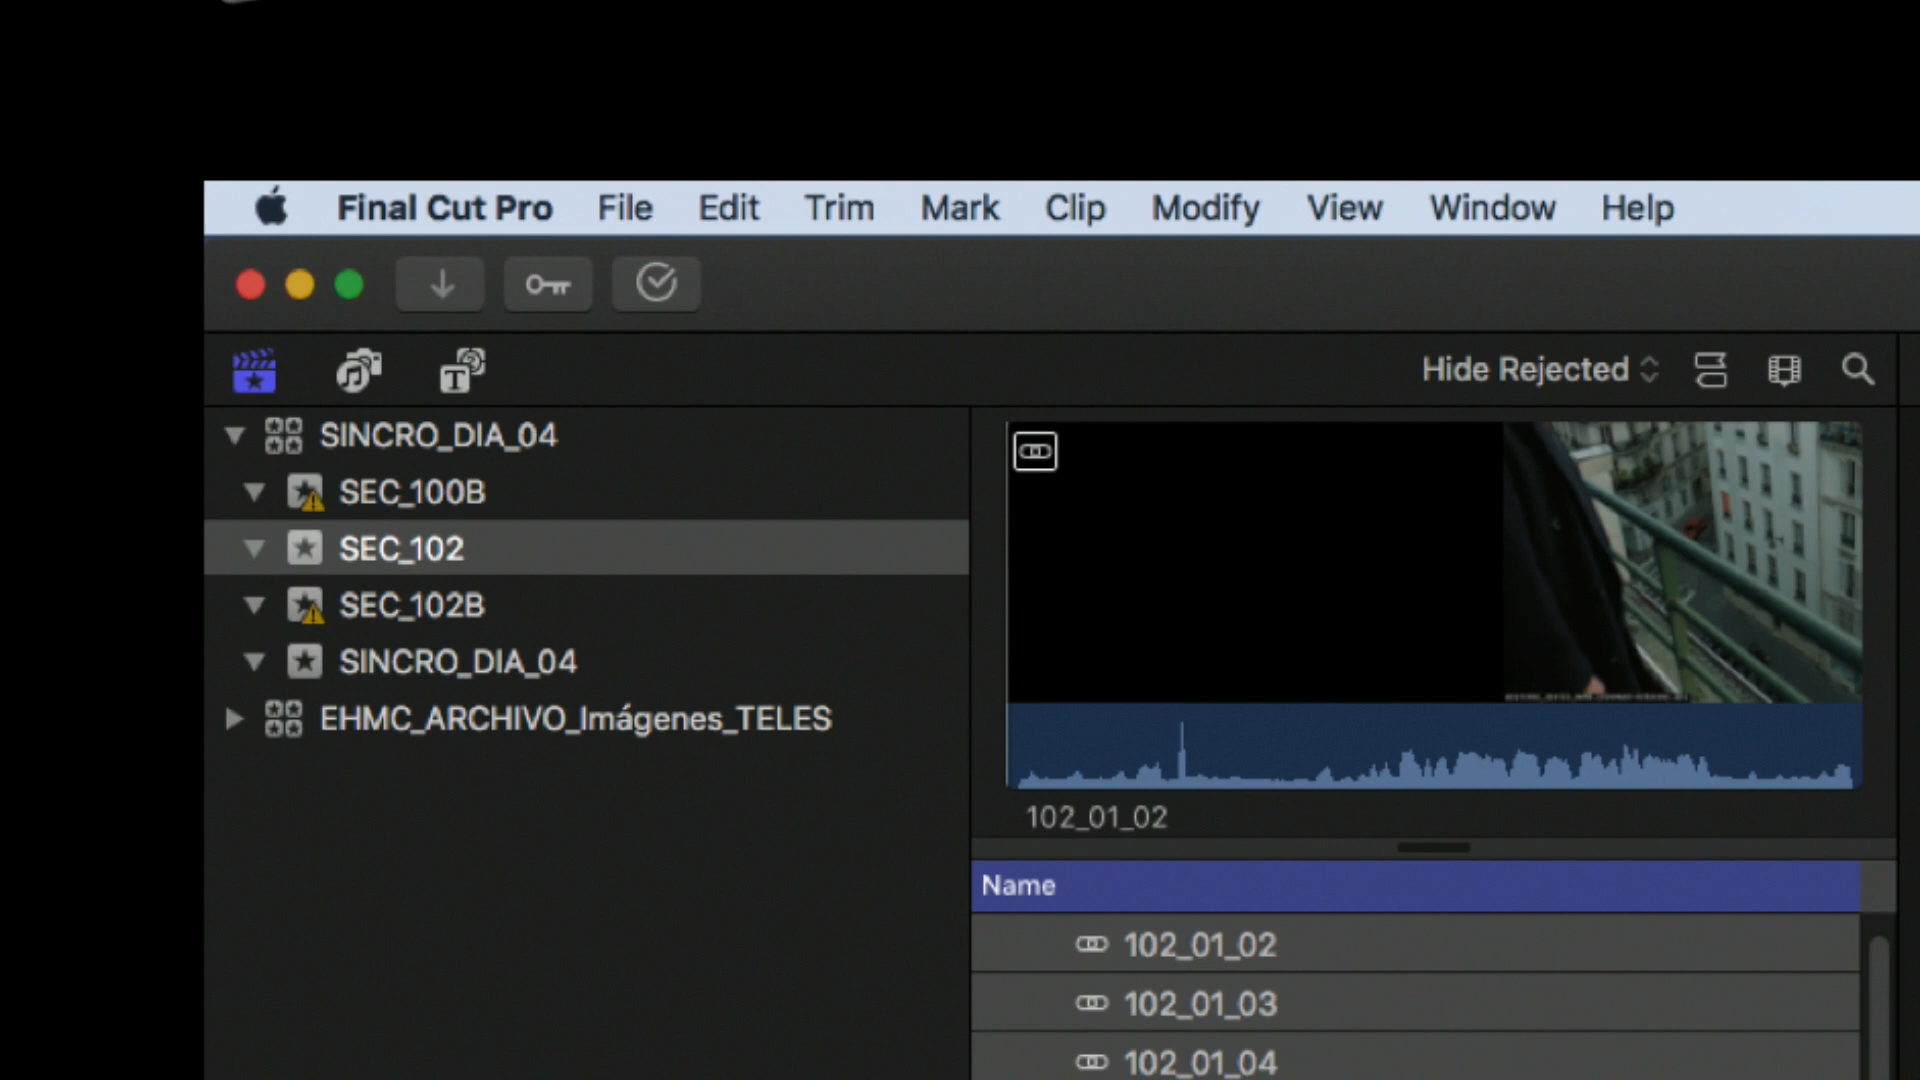 Final Cut Pro File Edit Trim Mark Clip Modify View Window Help
Hide Rejected
SINCRO_DIA_04
SEC_100B
SEC_102
SEC_102B
SINCRO_DIA_04
EHMC_ARCHIVO_Imágenes_TELES
102_01_02
Name
102_01_02
102_01_03
102_01_04